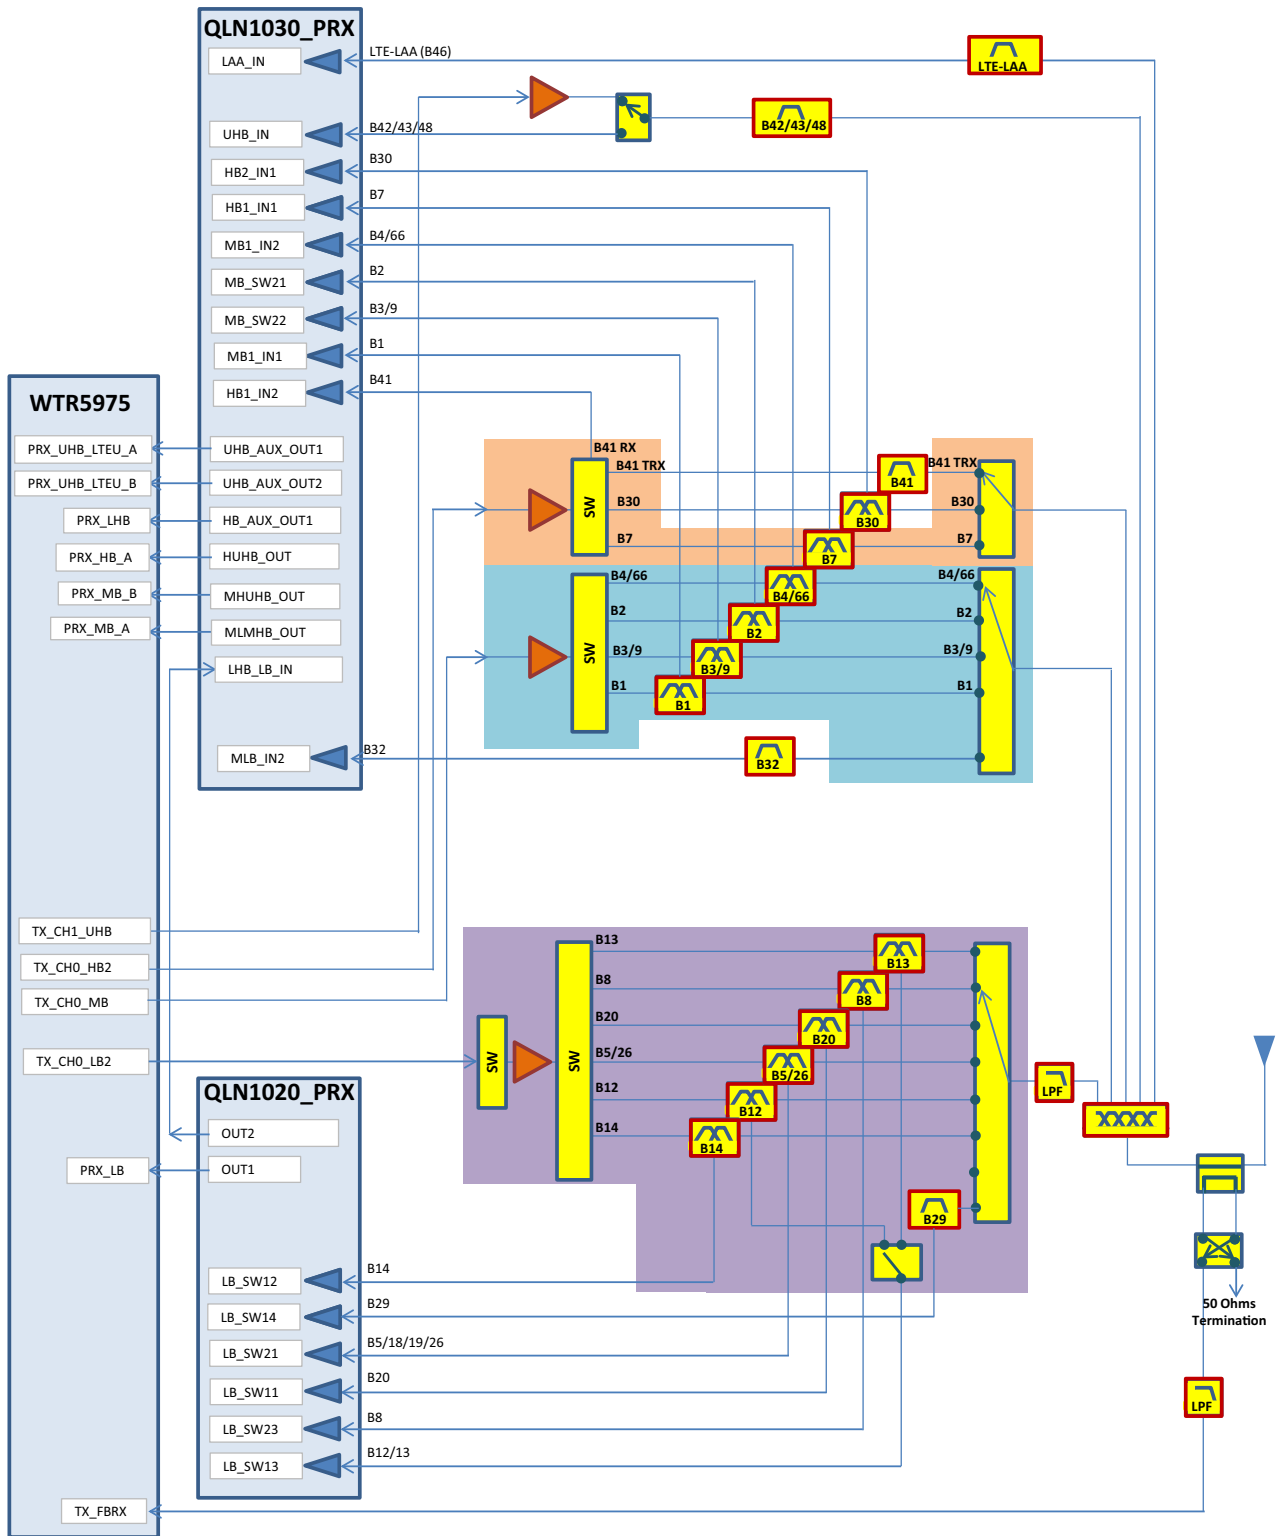 QLN1030_PRX
LAA_IN
LTE-LAA (B46)
LTE-LAA
UHB_IN
B42/43/48
B42/43/48
HB2_IN1
B30
HB1_IN1
B7
MB1_IN2
B4/66
MB_SW21
B2
MB_SW22
B3/9
MB1_IN1
B1
HB1_IN2
B41
WTR5975
PRX_UHB_LTEU_A
UHB_AUX_OUT1
PRX_UHB_LTEU_B
UHB_AUX_OUT2
PRX_LHB
HB_AUX_OUT1
PRX_HB_A
HUHB_OUT
PRX_MB_B
MHUHB_OUT
PRX_MB_A
MLMHB_OUT
LHB_LB_IN
MLB_IN2
B32
B32
B41 RX
B41 TRX
B41
B41 TRX
SW
B30
B30
B30
B7
B7
B7
B4/66
B4/66
B4/66
B2
B2
B2
SW
B3/9
B3/9
B3/9
B1
B1
B1
TX_CH1_UHB
TX_CH0_HB2
TX_CH0_MB
TX_CH0_LB2
SW
SW
B13
B13
B8
B8
B20
B20
B5/26
B5/26
B12
B12
B14
B14
B29
LPF
QLN1020_PRX
OUT2
PRX_LB
OUT1
LB_SW12
B14
LB_SW14
B29
LB_SW21
B5/18/19/26
LB_SW11
B20
LB_SW23
B8
LB_SW13
B12/13
50 Ohms
Termination
LPF
TX_FBRX